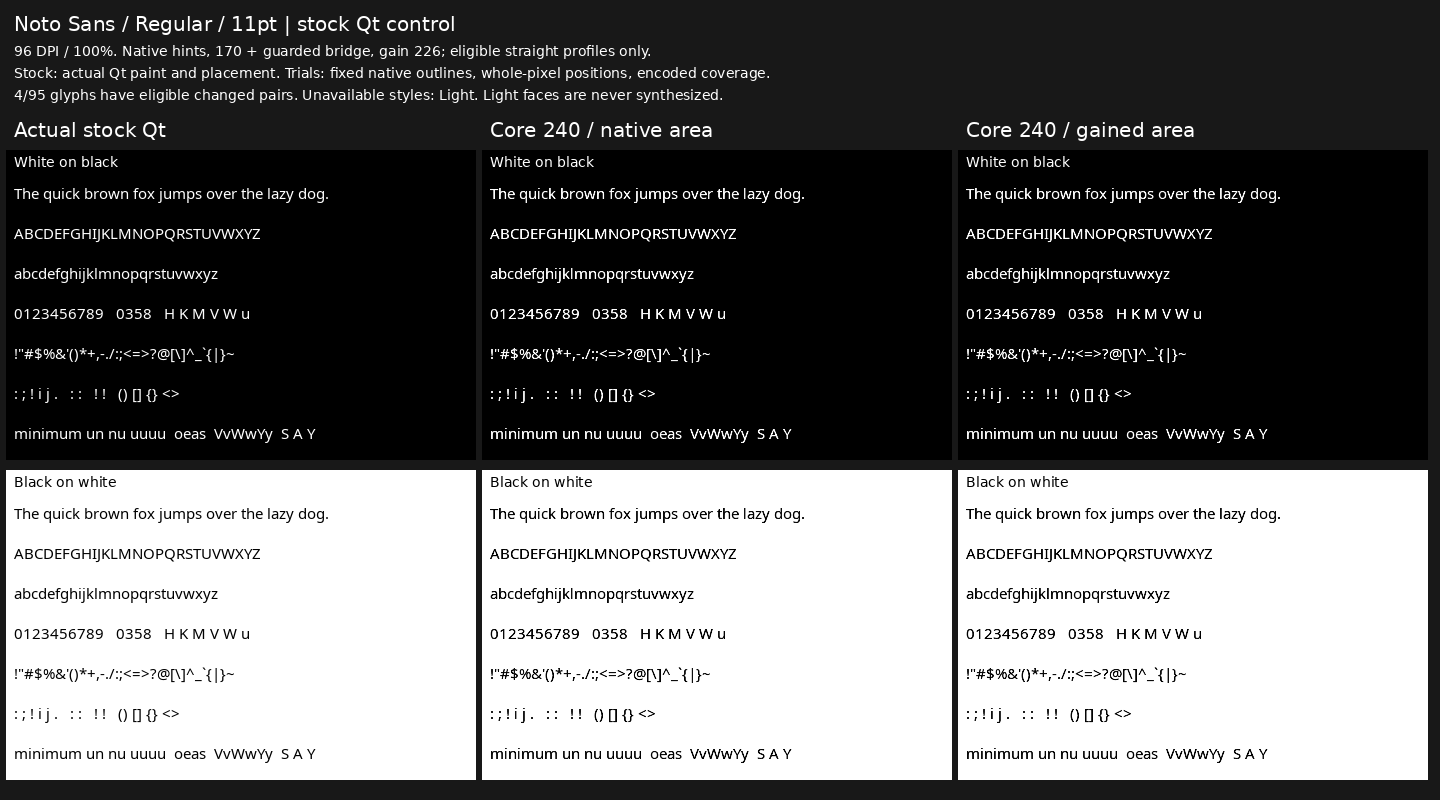 Noto Sans / Regular / 11pt | stock Qt control
96 DPI / 100%. Native hints, 170 + guarded bridge, gain 226; eligible straight profiles only.
Stock: actual Qt paint and placement. Trials: fixed native outlines, whole-pixel positions, encoded coverage.
4/95 glyphs have eligible changed pairs. Unavailable styles: Light. Light faces are never synthesized.
Actual stock Qt
White on black
The quick brown fox jumps over the lazy dog.
ABCDEFGHIJKLMNOPQRSTUVWXYZ
abcdefghijklmnopqrstuvwxyz
0123456789   0358   H K M V W u
!"#$%&'()*+,-./:;<=>?@[\]^_`{|}~
: ; ! i j .   : :   ! !   () [] {} <>
minimum un nu uuuu  oeas  VvWwYy  S A Y
Black on white
The quick brown fox jumps over the lazy dog.
ABCDEFGHIJKLMNOPQRSTUVWXYZ
abcdefghijklmnopqrstuvwxyz
0123456789   0358   H K M V W u
!"#$%&'()*+,-./:;<=>?@[\]^_`{|}~
: ; ! i j .   : :   ! !   () [] {} <>
minimum un nu uuuu  oeas  VvWwYy  S A Y
Core 240 / native area
White on black
The quick brown fox jumps over the lazy dog.
ABCDEFGHIJKLMNOPQRSTUVWXYZ
abcdefghijklmnopqrstuvwxyz
0123456789   0358   H K M V W u
!"#$%&'()*+,-./:;<=>?@[\]^_`{|}~
: ; ! i j .   : :   ! !   () [] {} <>
minimum un nu uuuu  oeas  VvWwYy  S A Y
Black on white
The quick brown fox jumps over the lazy dog.
ABCDEFGHIJKLMNOPQRSTUVWXYZ
abcdefghijklmnopqrstuvwxyz
0123456789   0358   H K M V W u
!"#$%&'()*+,-./:;<=>?@[\]^_`{|}~
: ; ! i j .   : :   ! !   () [] {} <>
minimum un nu uuuu  oeas  VvWwYy  S A Y
Core 240 / gained area
White on black
The quick brown fox jumps over the lazy dog.
ABCDEFGHIJKLMNOPQRSTUVWXYZ
abcdefghijklmnopqrstuvwxyz
0123456789   0358   H K M V W u
!"#$%&'()*+,-./:;<=>?@[\]^_`{|}~
: ; ! i j .   : :   ! !   () [] {} <>
minimum un nu uuuu  oeas  VvWwYy  S A Y
Black on white
The quick brown fox jumps over the lazy dog.
ABCDEFGHIJKLMNOPQRSTUVWXYZ
abcdefghijklmnopqrstuvwxyz
0123456789   0358   H K M V W u
!"#$%&'()*+,-./:;<=>?@[\]^_`{|}~
: ; ! i j .   : :   ! !   () [] {} <>
minimum un nu uuuu  oeas  VvWwYy  S A Y